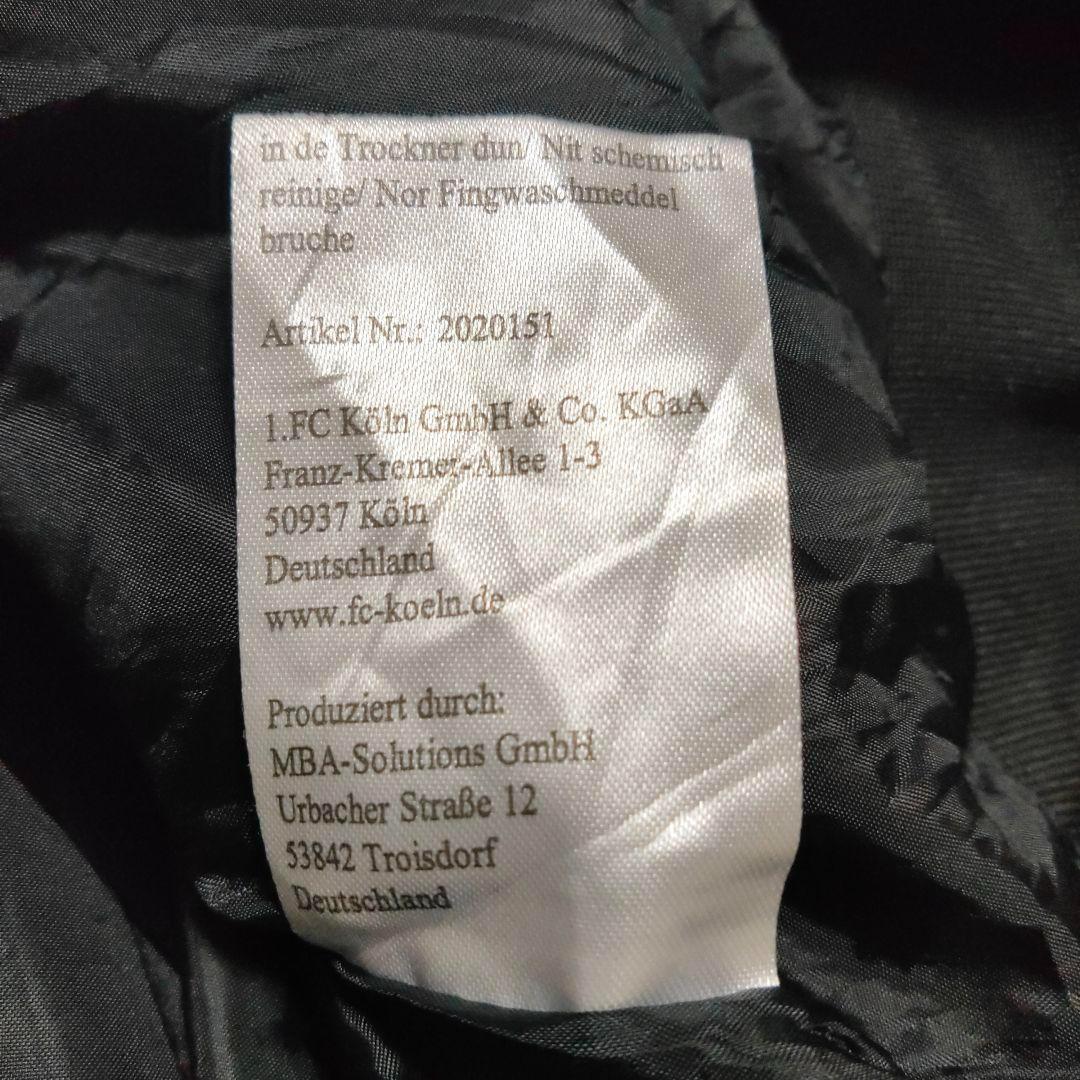 in de Trockner dun/ Nit schemisch
reinige/ Nor Fingwaschmeddel
bruche
Artikel Nr.: 2020151
1.FC Köln GmbH & Co. KGaA
Franz-Kremer-Allee 1-3
50937 Köln
Deutschland
www.fc-koeln.de
Produziert durch:
MBA-Solutions GmbH
Urbacher Straße 12
53842 Troisdorf
Deutschland